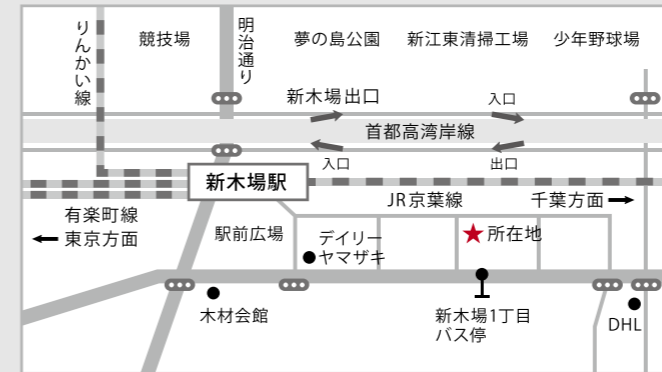 りんかい線
競技場
明治通り
夢の島公園
新江東清掃工場
少年野球場
新木場出口
入口
首都高湾岸線
入口
出口
新木場駅
JR京葉線
千葉方面
有楽町線
東京方面
駅前広場
デイリー
ヤマザキ
所在地
木材会館
新木場1丁目
バス停
DHL